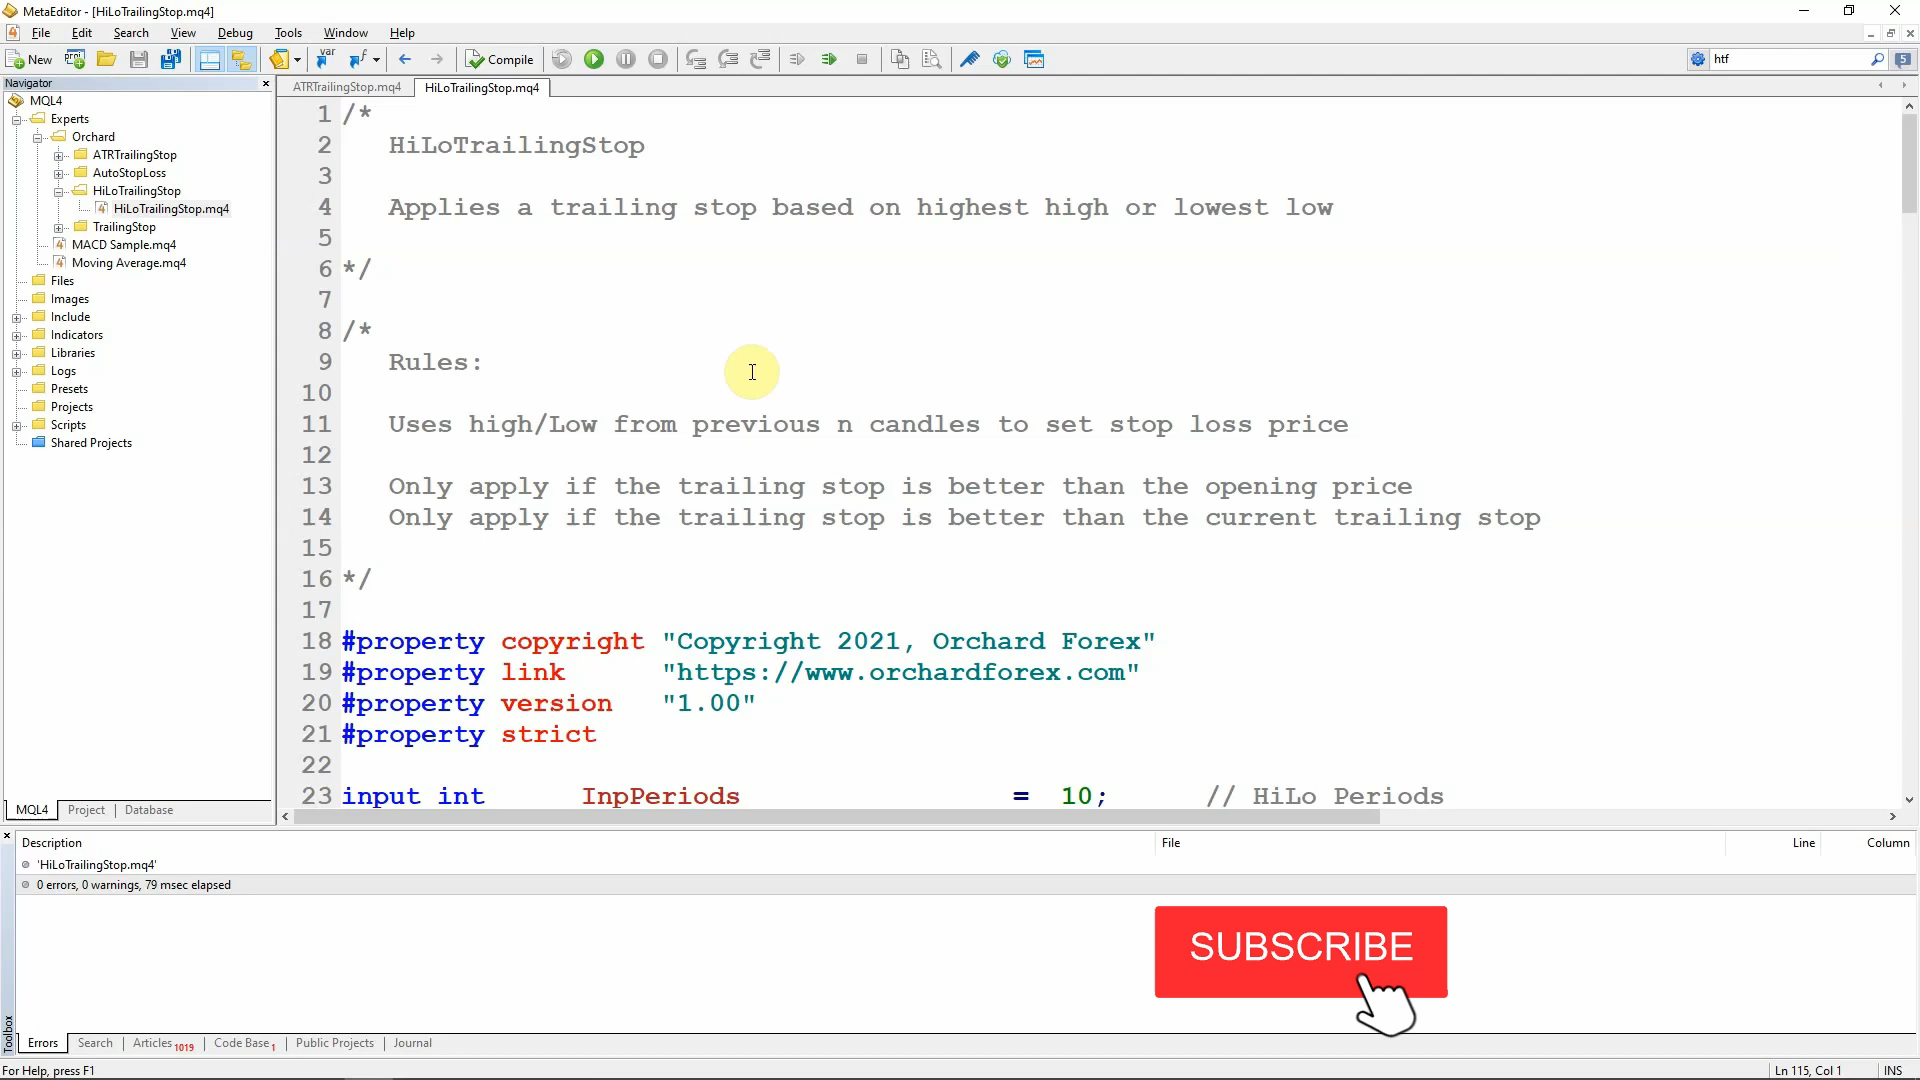 MetaEditor - [HiLoTrailingStop.mq4]
File Edit Search View Debug Tools Window Help
New Compile htf 5
Navigator
MQL4
Experts
Orchard
ATRTrailingStop
AutoStopLoss
HiLoTrailingStop
HiLoTrailingStop.mq4
TrailingStop
MACD Sample.mq4
Moving Average.mq4
Files
Images
Include
Indicators
Libraries
Logs
Presets
Projects
Scripts
Shared Projects
MQL4 Project Database
ATRTrailingStop.mq4 HiLoTrailingStop.mq4
1 /*
2 HiLoTrailingStop
3
4 Applies a trailing stop based on highest high or lowest low
5
6 */
7
8 /*
9 Rules:
10
11 Uses high/Low from previous n candles to set stop loss price
12
13 Only apply if the trailing stop is better than the opening price
14 Only apply if the trailing stop is better than the current trailing stop
15
16 */
17
18 #property copyright "Copyright 2021, Orchard Forex"
19 #property link "https://www.orchardforex.com"
20 #property version "1.00"
21 #property strict
22
23 input int InpPeriods = 10; // HiLo Periods
Description File Line Column
'HiLoTrailingStop.mq4'
0 errors, 0 warnings, 79 msec elapsed
SUBSCRIBE
Toolbox
Errors Search Articles 1019 Code Base 1 Public Projects Journal
For Help, press F1 Ln 115, Col 1 INS